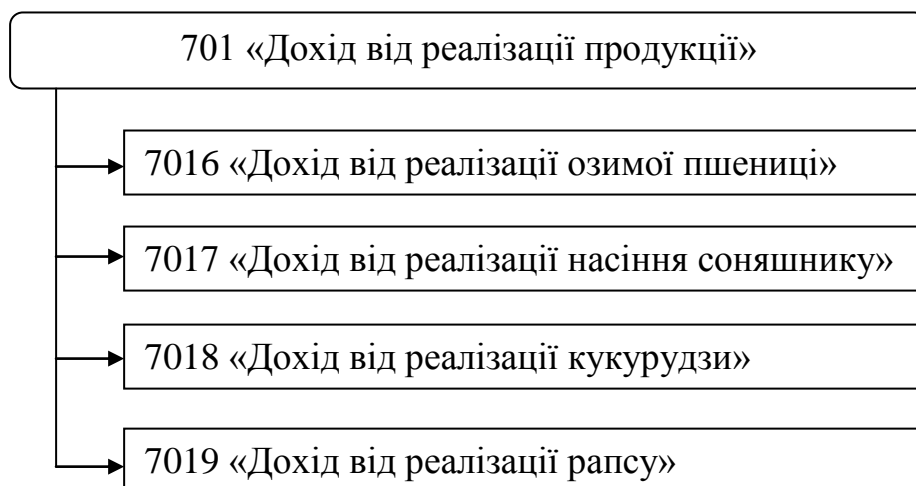 701 «Дохід від реалізації продукції»
7016 «Дохід від реалізації озимої пшениці»
7017 «Дохід від реалізації насіння соняшнику»
7018 «Дохід від реалізації кукурудзи»
7019 «Дохід від реалізації рапсу»